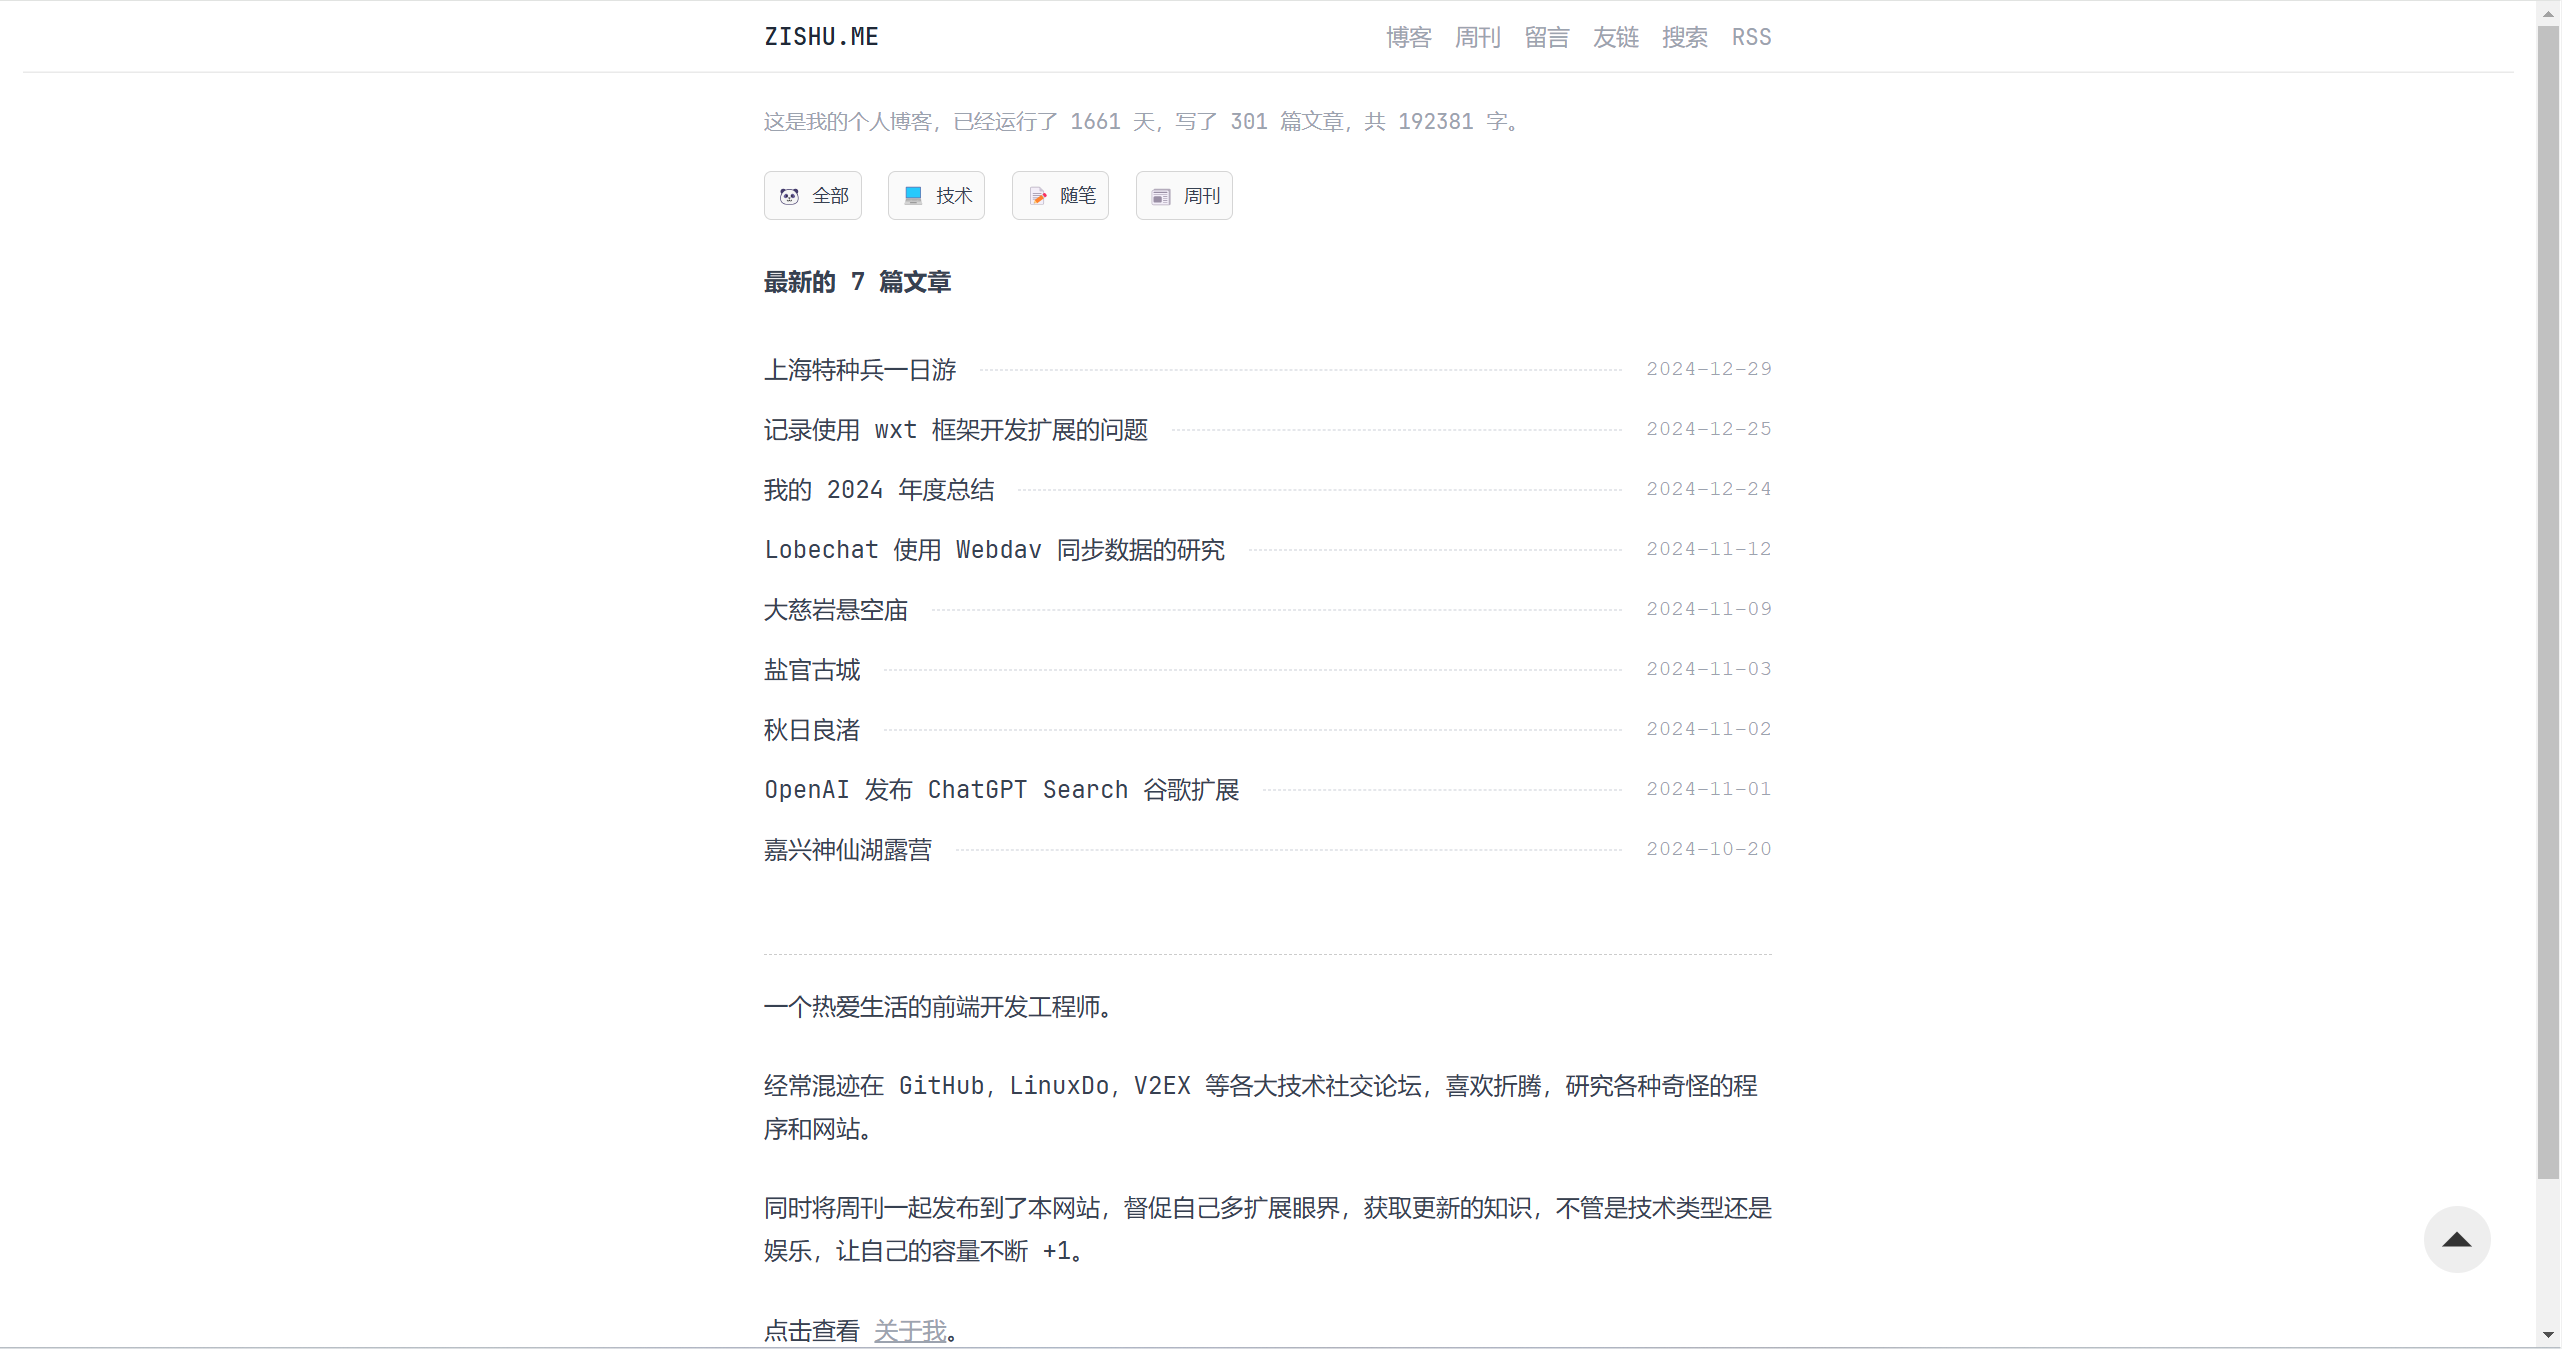 ZISHU.ME 博客 周刊 留言 友链 搜索 RSS
这是我的个人博客，已经运行了 1661 天，写了 301 篇文章，共 192381 字。
全部 技术 随笔 周刊
最新的 7 篇文章
上海特种兵一日游 2024-12-29
记录使用 wxt 框架开发扩展的问题 2024-12-25
我的 2024 年度总结 2024-12-24
Lobechat 使用 Webdav 同步数据的研究 2024-11-12
大慈岩悬空庙 2024-11-09
盐官古城 2024-11-03
秋日良渚 2024-11-02
OpenAI 发布 ChatGPT Search 谷歌扩展 2024-11-01
嘉兴神仙湖露营 2024-10-20
一个热爱生活的前端开发工程师。
经常混迹在 GitHub，LinuxDo，V2EX 等各大技术社交论坛，喜欢折腾，研究各种奇怪的程
序和网站。
同时将周刊一起发布到了本网站，督促自己多扩展眼界，获取更新的知识，不管是技术类型还是
娱乐，让自己的容量不断 +1。
点击查看 关于我。